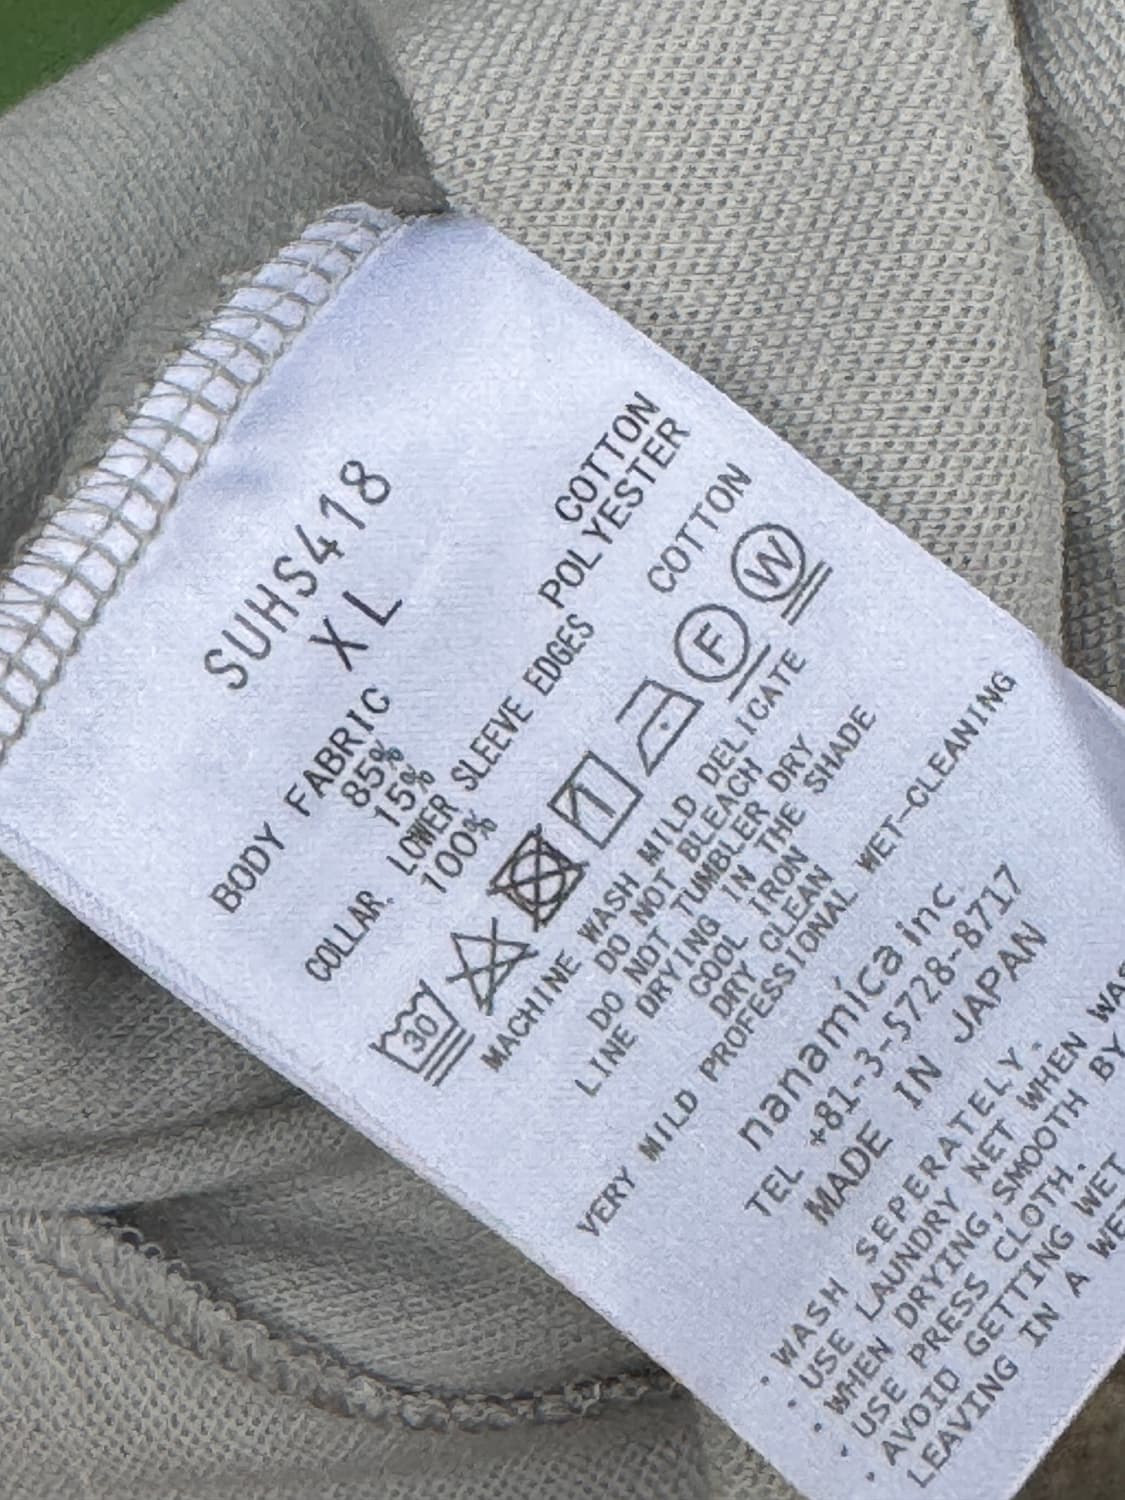 SUHS418
XL
BODY FABRIC
85% COTTON
15% POLYESTER
COLLAR. LOWER SLEEVE EDGES
100% COTTON
30 1 F W
MACHINE WASH MILD DELICATE
DO NOT BLEACH
DO NOT TUMBLER DRY
LINE DRYING IN THE SHADE
COOL IRON
DRY CLEAN
VERY MILD PROFESSIONAL WET-CLEANING
nanamica inc.
TEL +81-3-5728-8717
MADE IN JAPAN
・WASH SEPERATELY.
・USE LAUNDRY NET WHEN
・WHEN DRYING, SMOOTH BY
・USE PRESS CLOTH.
・AVOID GETTING WET
LEAVING IN A